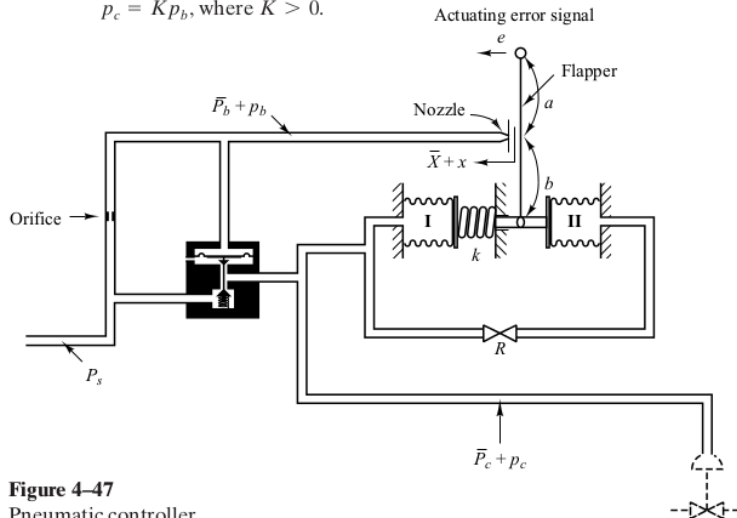 p_c = Kp_b, where K > 0.
Actuating error signal
e
Flapper
a
P̄_b + p_b
Nozzle
X̄ + x
b
Orifice
I
II
k
R
P_s
P̄_c + p_c
Figure 4–47
Pneumatic controller